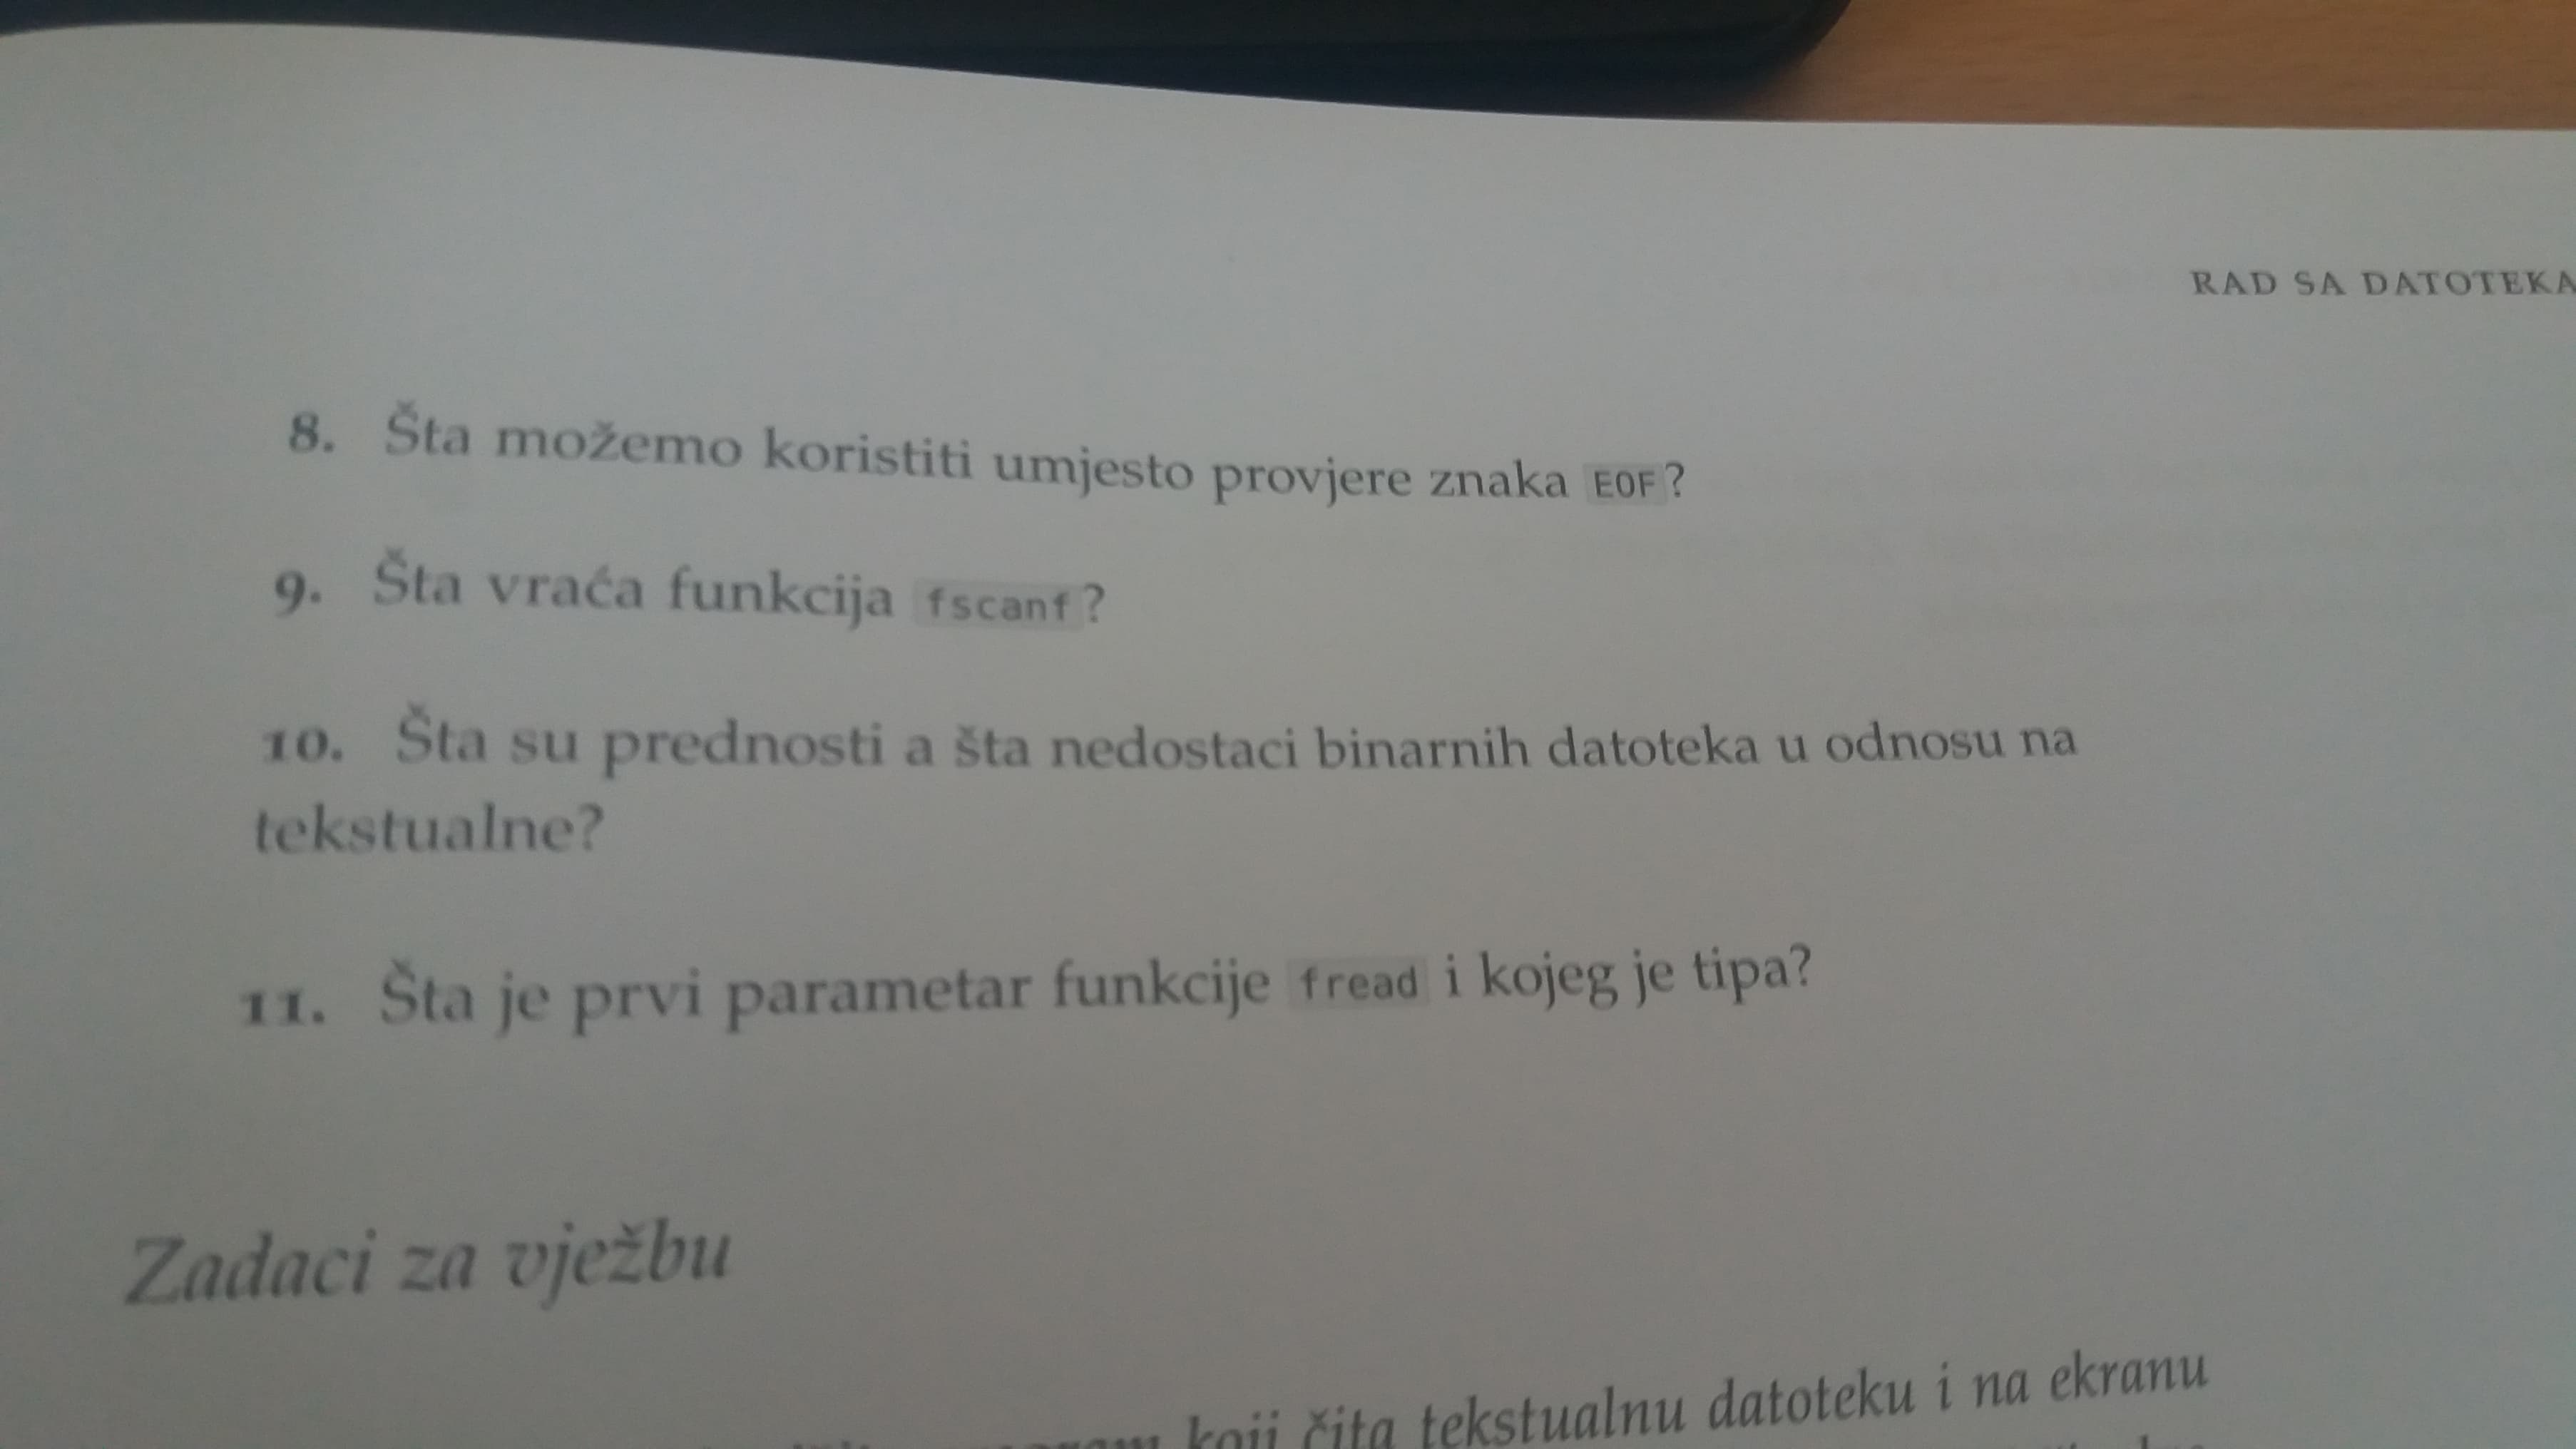 RAD SA DATOTEKA
8. Šta možemo koristiti umjesto provjere znaka EOF?
9. Šta vraća funkcija fscanf?
10. Šta su prednosti a šta nedostaci binarnih datoteka u odnosu na
tekstualne?
11. Šta je prvi parametar funkcije fread i kojeg je tipa?
Zadaci za vježbu
koji čita tekstualnu datoteku i na ekranu